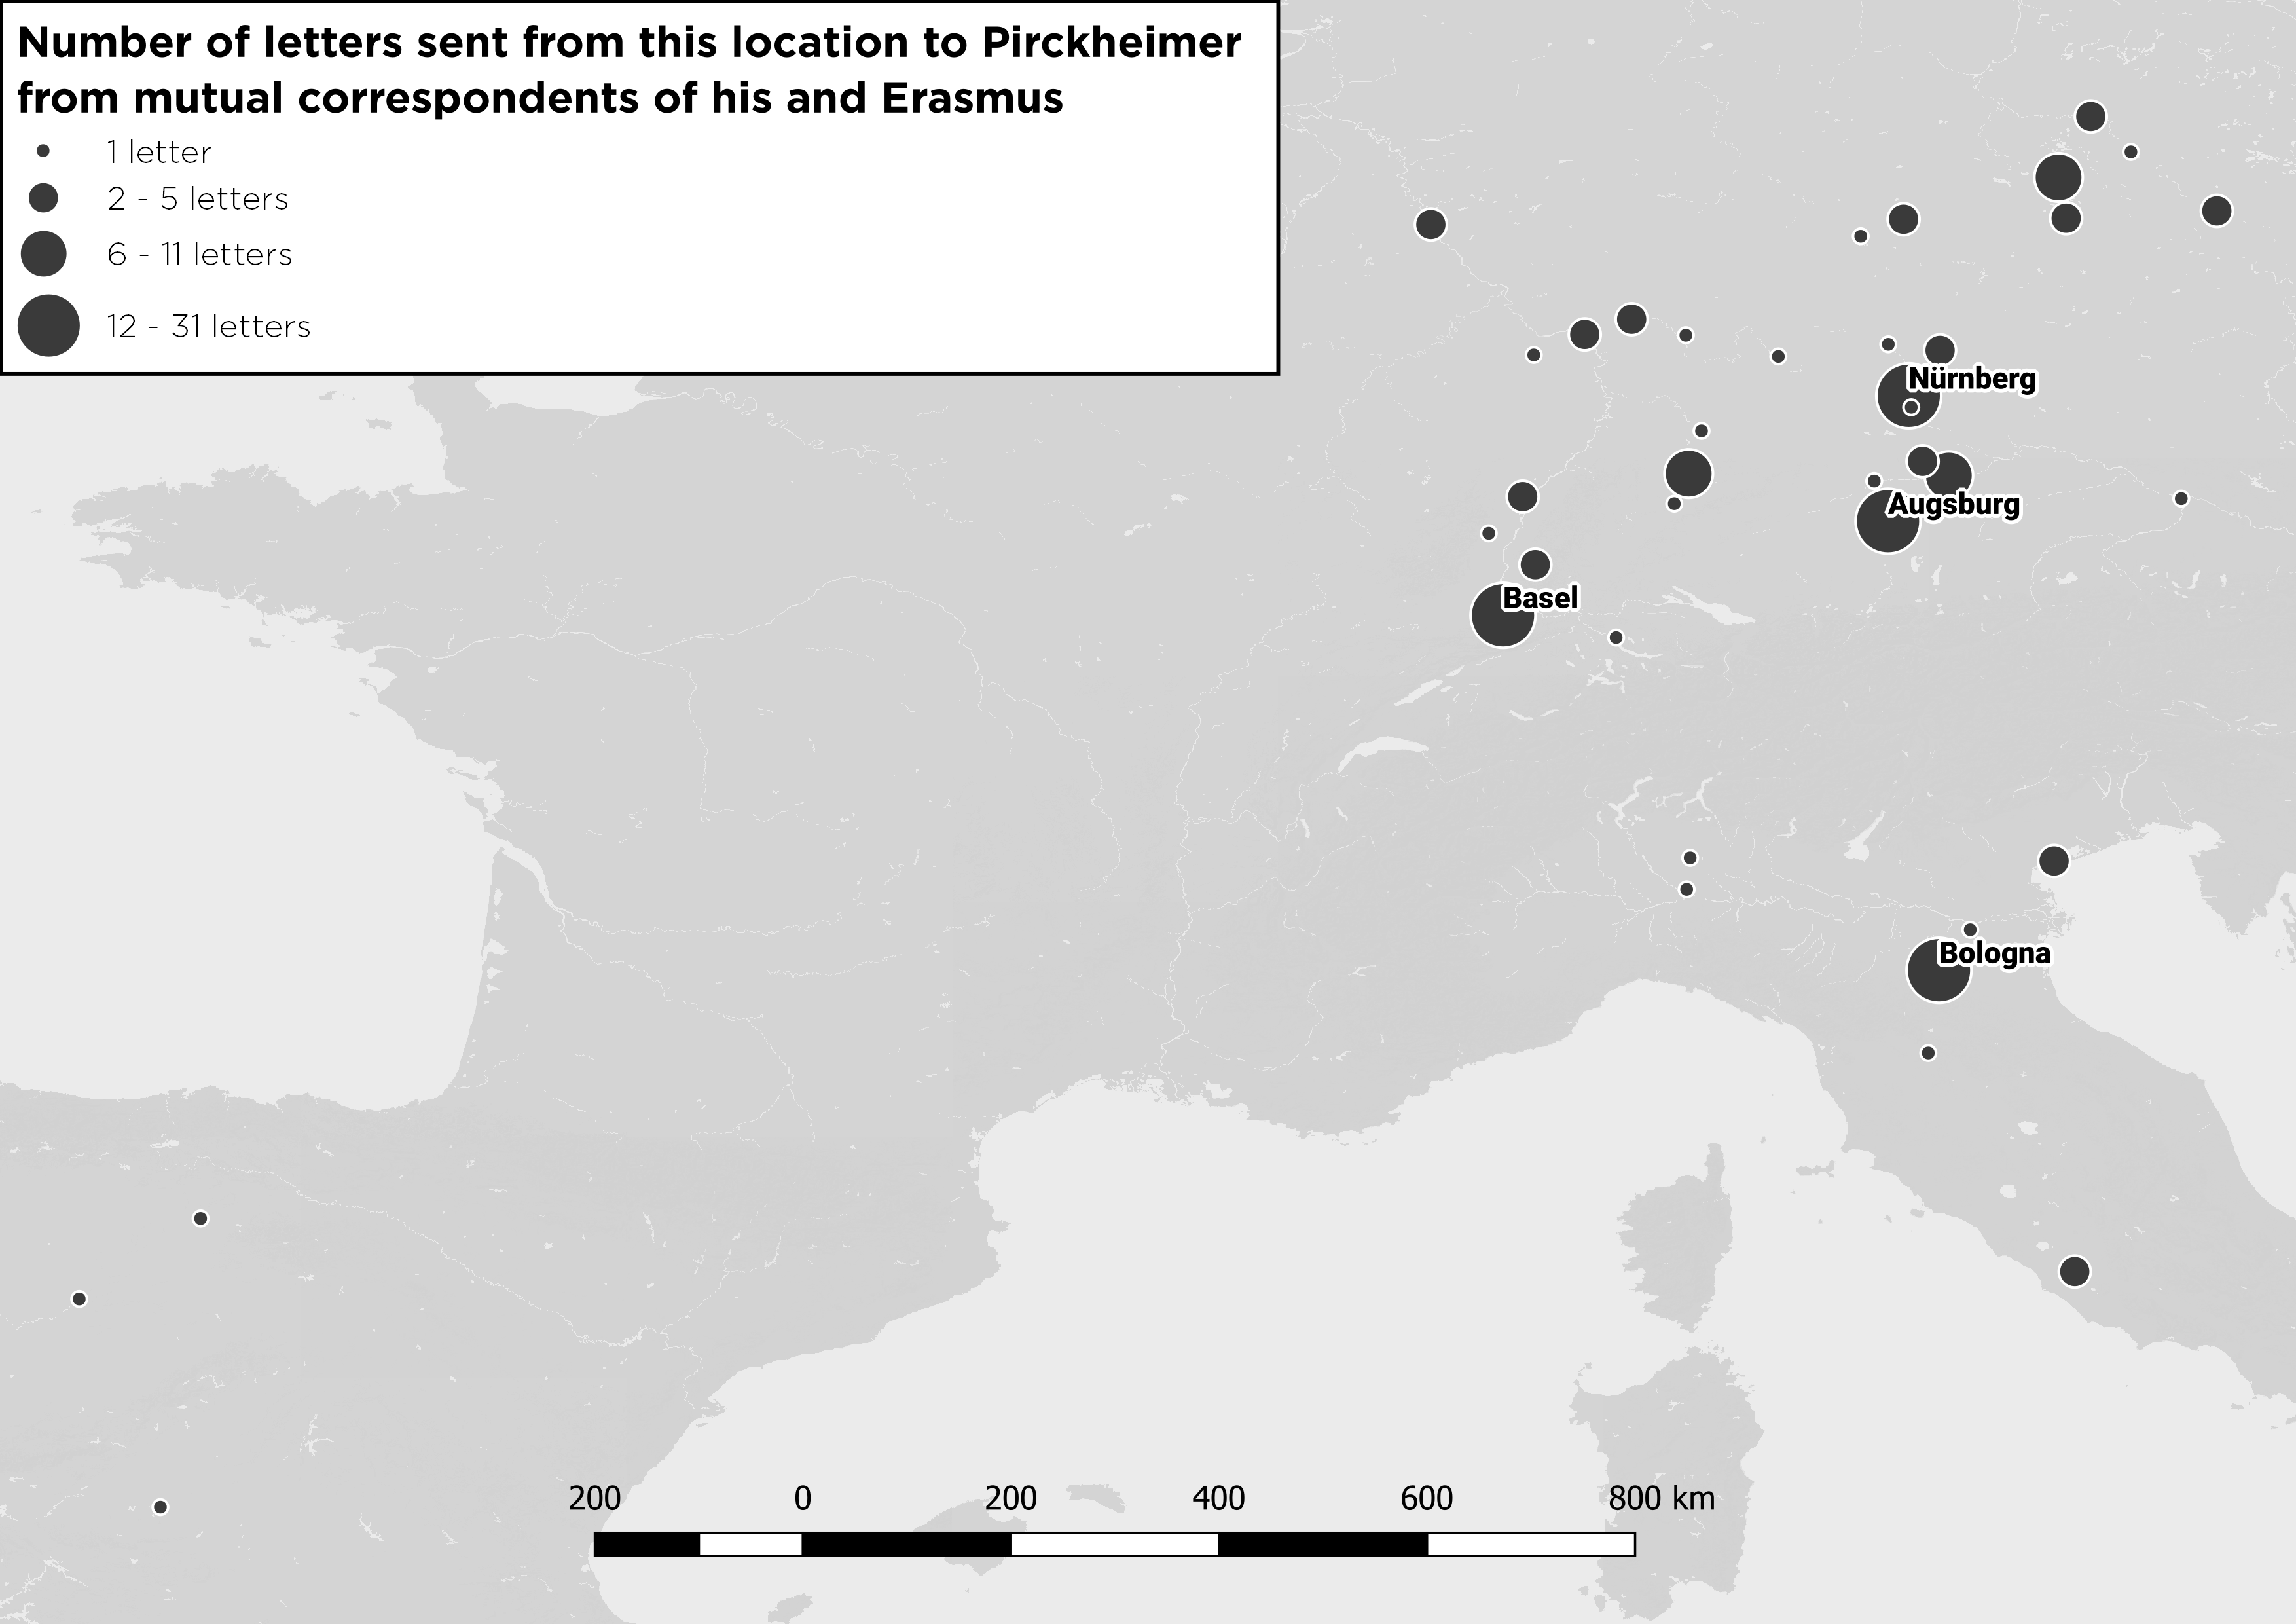 Number of letters sent from this location to Pirckheimer
from mutual correspondents of his and Erasmus
1 letter
2 - 5 letters
6 - 11 letters
12 - 31 letters
Nürnberg
Augsburg
Basel
Bologna
200 0 200 400 600 800 km